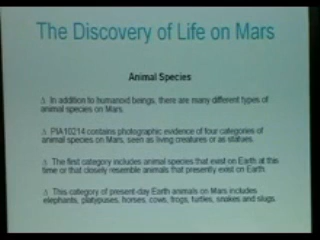 The Discovery of Life on Mars
Animal Species
Δ In addition to humanoid beings, there are many different types of
animal species on Mars.
Δ PIA10214 contains photographic evidence of four categories of
animal species on Mars, seen as living creatures or as statues.
Δ The first category includes animal species that exist on Earth at this
time or that closely resemble animals that presently exist on Earth.
Δ This category of present-day Earth animals on Mars includes
elephants, platypuses, horses, cows, frogs, turtles, snakes and slugs.